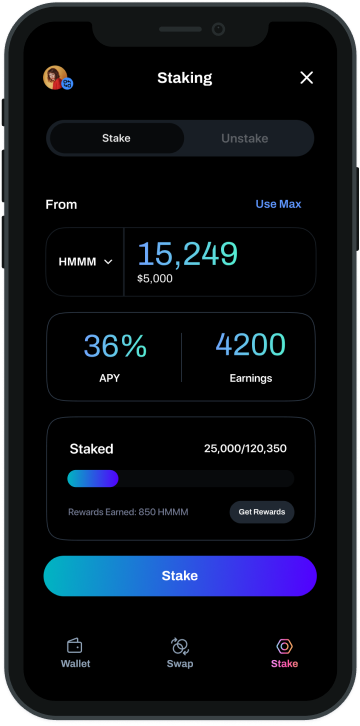 Staking
Stake Unstake
From Use Max
HMMM 15,249
$5,000
36% 4200
APY Earnings
Staked 25,000/120,350
Rewards Earned: 850 HMMM Get Rewards
Stake
Wallet Swap Stake